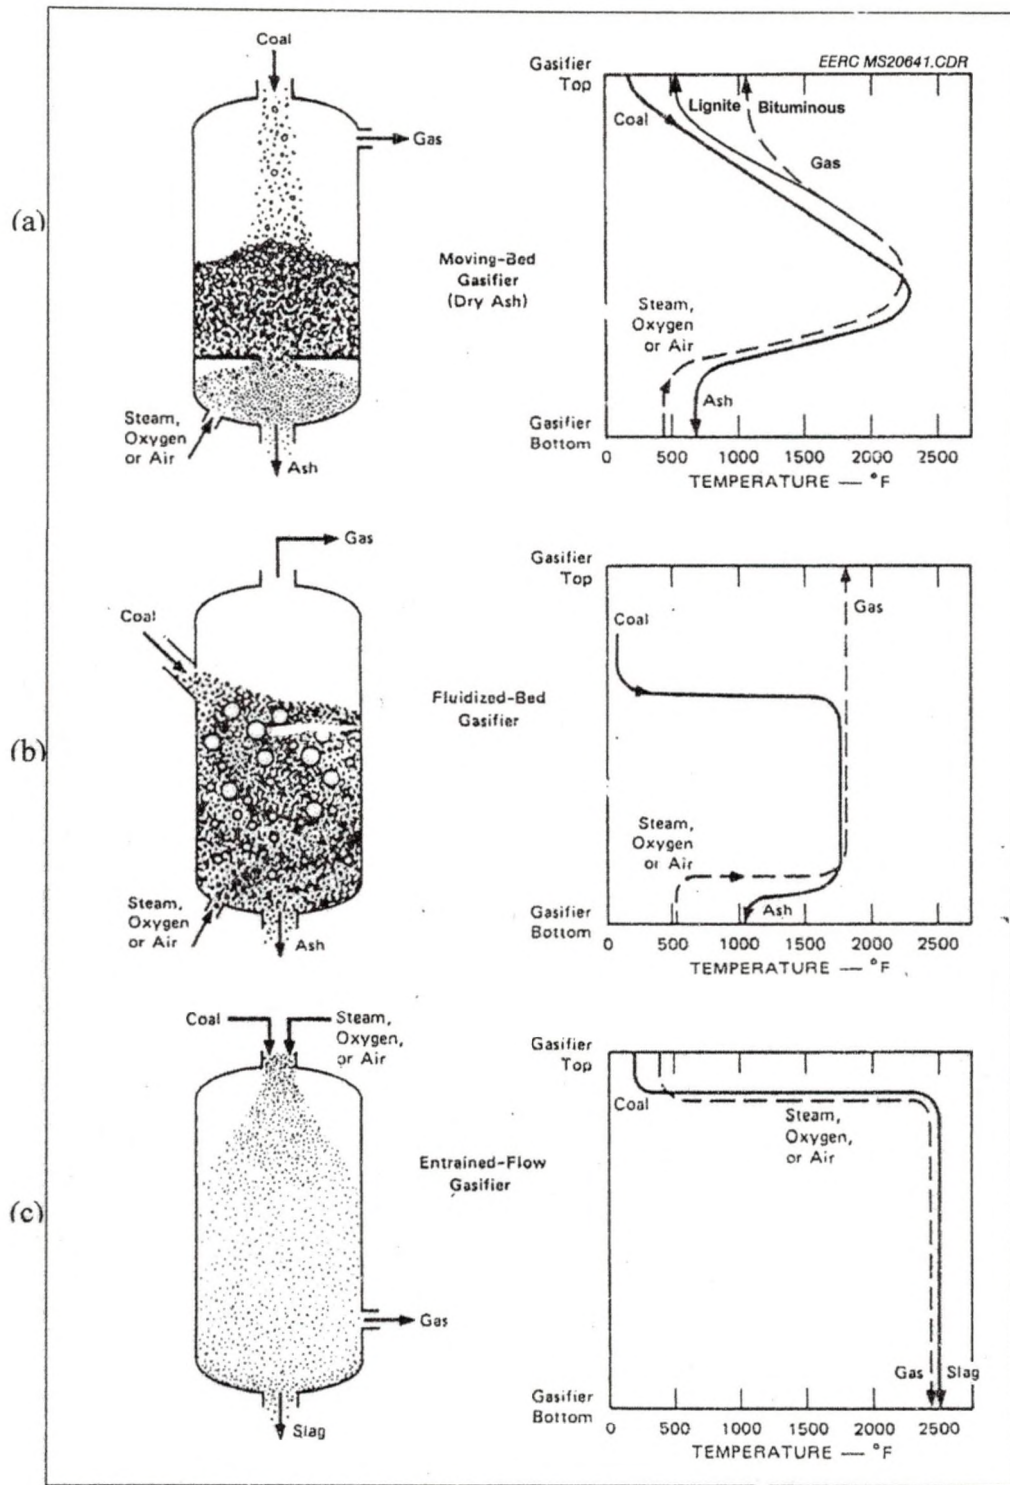 (a)
Coal
Gas
Moving-Bed
Gasifier
(Dry Ash)
Steam,
Oxygen
or Air
Ash
EERC MS20641.CDR
Gasifier
Top
Lignite
Bituminous
Coal
Gas
Steam,
Oxygen
or Air
Ash
Gasifier
Bottom
0 500 1000 1500 2000 2500
TEMPERATURE — °F
(b)
Gas
Coal
Fluidized-Bed
Gasifier
Steam,
Oxygen
or Air
Ash
Gasifier
Top
Gas
Coal
Steam,
Oxygen
or Air
Ash
Gasifier
Bottom
0 500 1000 1500 2000 2500
TEMPERATURE — °F
(c)
Coal
Steam,
Oxygen,
or Air
Entrained-Flow
Gasifier
Gas
Slag
Gasifier
Top
Coal
Steam,
Oxygen,
or Air
Gas
Slag
Gasifier
Bottom
0 500 1000 1500 2000 2500
TEMPERATURE — °F